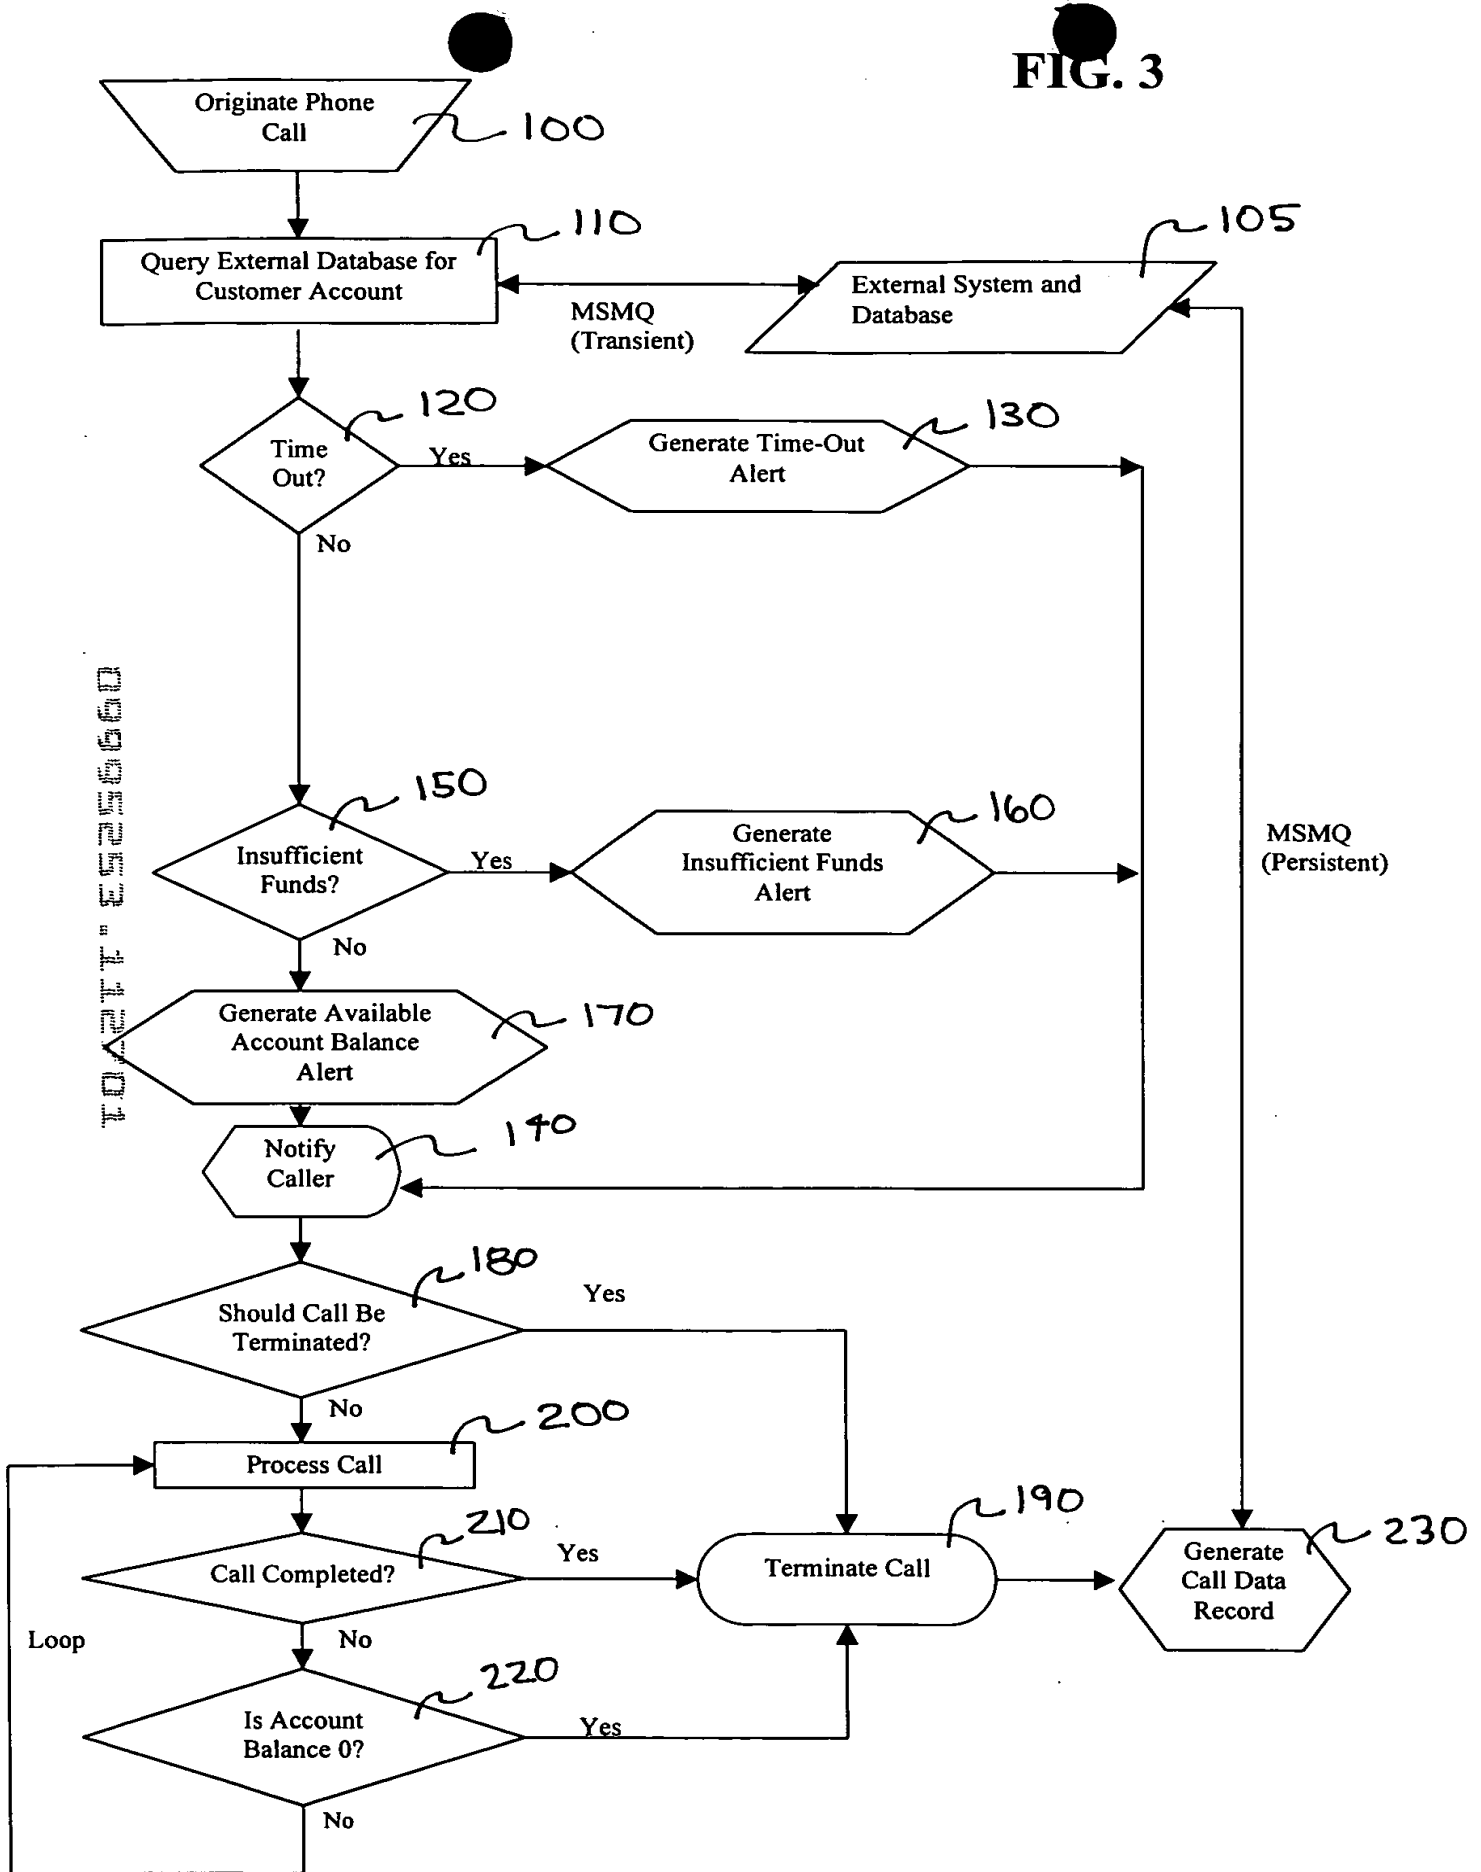 FIG. 3
Originate Phone
Call
100
110
Query External Database for
Customer Account
105
External System and
Database
MSMQ
(Transient)
120
Time
Out?
Yes
130
Generate Time-Out
Alert
No
150
Insufficient
Funds?
Yes
160
Generate
Insufficient Funds
Alert
MSMQ
(Persistent)
No
170
Generate Available
Account Balance
Alert
140
Notify
Caller
180
Should Call Be
Terminated?
Yes
No
200
Process Call
210
Call Completed?
Yes
190
Terminate Call
230
Generate
Call Data
Record
Loop
No
220
Is Account
Balance 0?
Yes
No